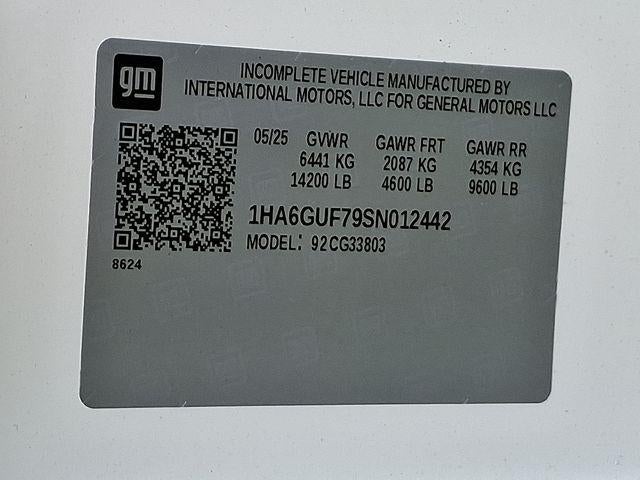 gm
INCOMPLETE VEHICLE MANUFACTURED BY
INTERNATIONAL MOTORS, LLC FOR GENERAL MOTORS LLC
05/25 GVWR GAWR FRT GAWR RR
6441 KG 2087 KG 4354 KG
14200 LB 4600 LB 9600 LB
1HA6GUF79SN012442
MODEL: 92CG33803
8624